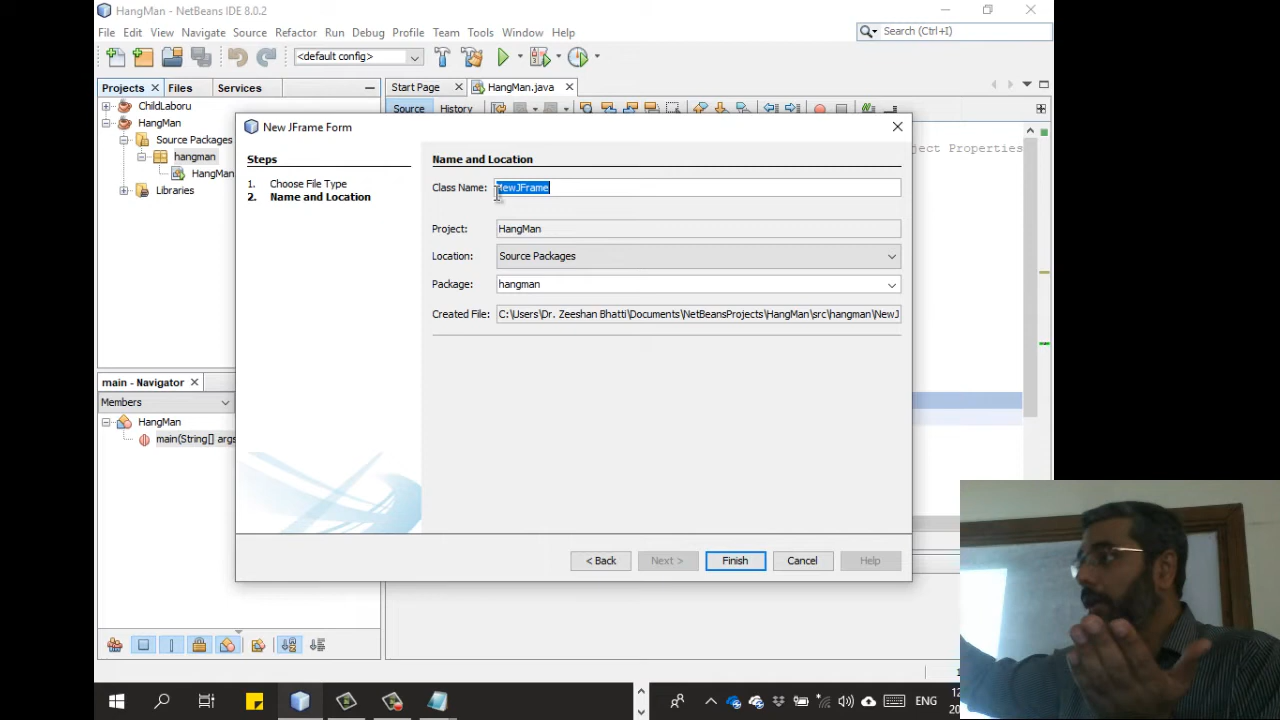 HangMan - NetBeans IDE 8.0.2
File Edit View Navigate Source Refactor Run Debug Profile Team Tools Window Help
Search (Ctrl+I)
<default config>
Projects Files Services
Start Page HangMan.java
Source History
ChildLaboru
HangMan
Source Packages
hangman
HangMan
Libraries
New JFrame Form
Steps
1. Choose File Type
2. Name and Location
Name and Location
Class Name: NewJFrame
Project: HangMan
Location: Source Packages
Package: hangman
Created File: C:\Users\Dr. Zeeshan Bhatti\Documents\NetBeansProjects\HangMan\src\hangman\NewJ
< Back Next > Finish Cancel Help
ject Properties
main - Navigator
Members
HangMan
main(String[] args
ENG